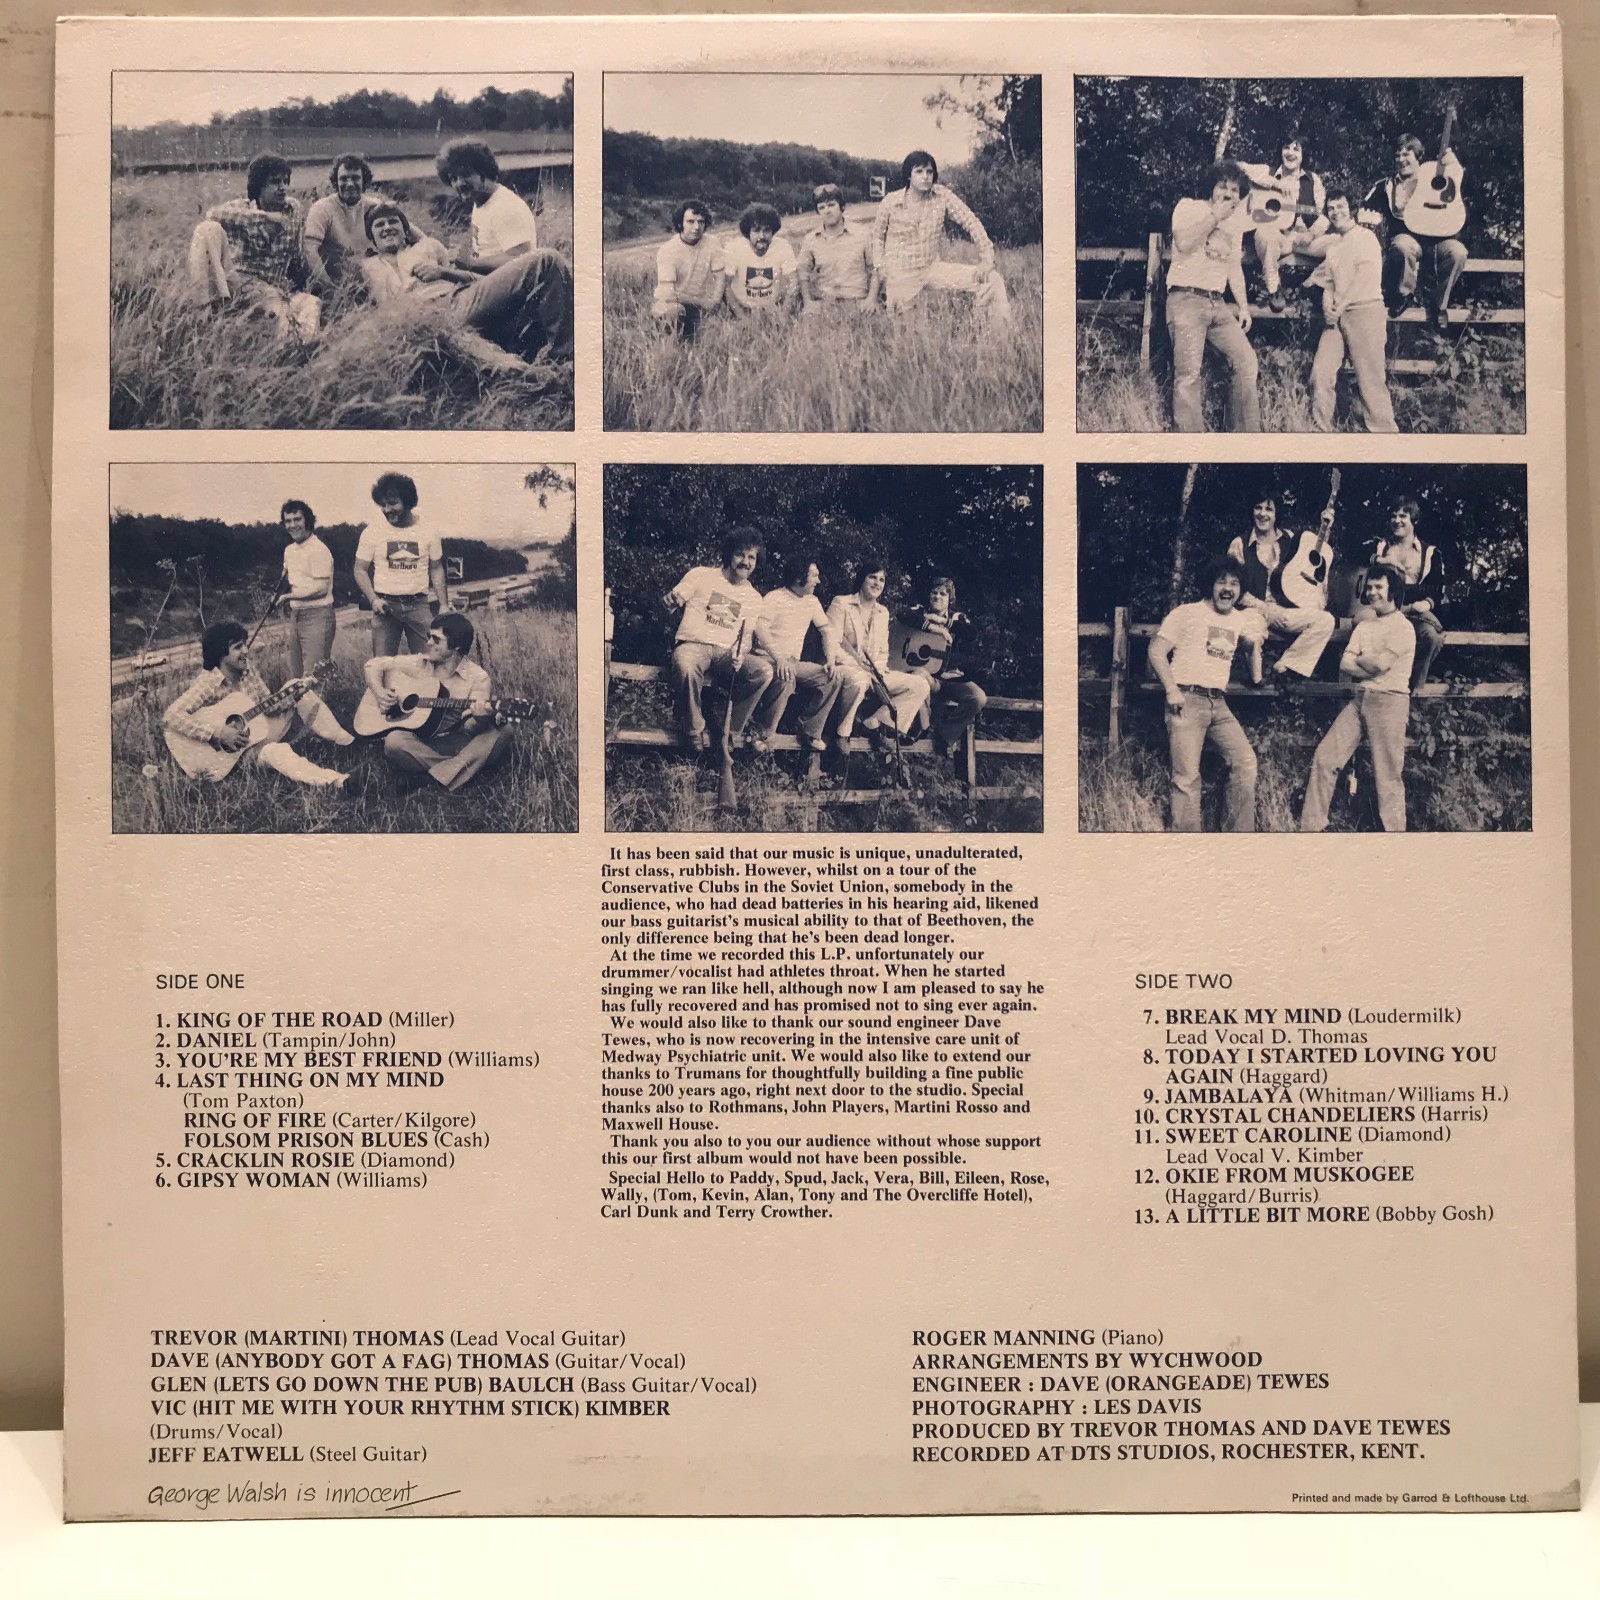 Marlboro
Marlboro
Marlboro
Marlboro
It has been said that our music is unique, unadulterated,
first class, rubbish. However, whilst on a tour of the
Conservative Clubs in the Soviet Union, somebody in the
audience, who had dead batteries in his hearing aid, likened
our bass guitarist's musical ability to that of Beethoven, the
only difference being that he's been dead longer.
At the time we recorded this L.P. unfortunately our
drummer/vocalist had athletes throat. When he started
singing we ran like hell, although now I am pleased to say he
has fully recovered and has promised not to sing ever again.
We would also like to thank our sound engineer Dave
Tewes, who is now recovering in the intensive care unit of
Medway Psychiatric unit. We would also like to extend our
thanks to Trumans for thoughtfully building a fine public
house 200 years ago, right next door to the studio. Special
thanks also to Rothmans, John Players, Martini Rosso and
Maxwell House.
Thank you also to you our audience without whose support
this our first album would not have been possible.
Special Hello to Paddy, Spud, Jack, Vera, Bill, Eileen, Rose,
Wally, (Tom, Kevin, Alan, Tony and The Overcliffe Hotel),
Carl Dunk and Terry Crowther.
SIDE ONE
1. KING OF THE ROAD (Miller)
2. DANIEL (Tampin/John)
3. YOU'RE MY BEST FRIEND (Williams)
4. LAST THING ON MY MIND
(Tom Paxton)
RING OF FIRE (Carter/Kilgore)
FOLSOM PRISON BLUES (Cash)
5. CRACKLIN ROSIE (Diamond)
6. GIPSY WOMAN (Williams)
SIDE TWO
7. BREAK MY MIND (Loudermilk)
Lead Vocal D. Thomas
8. TODAY I STARTED LOVING YOU
AGAIN (Haggard)
9. JAMBALAYA (Whitman/Williams H.)
10. CRYSTAL CHANDELIERS (Harris)
11. SWEET CAROLINE (Diamond)
Lead Vocal V. Kimber
12. OKIE FROM MUSKOGEE
(Haggard/Burris)
13. A LITTLE BIT MORE (Bobby Gosh)
TREVOR (MARTINI) THOMAS (Lead Vocal Guitar)
DAVE (ANYBODY GOT A FAG) THOMAS (Guitar/Vocal)
GLEN (LETS GO DOWN THE PUB) BAULCH (Bass Guitar/Vocal)
VIC (HIT ME WITH YOUR RHYTHM STICK) KIMBER
(Drums/Vocal)
JEFF EATWELL (Steel Guitar)
George Walsh is innocent
ROGER MANNING (Piano)
ARRANGEMENTS BY WYCHWOOD
ENGINEER : DAVE (ORANGEADE) TEWES
PHOTOGRAPHY : LES DAVIS
PRODUCED BY TREVOR THOMAS AND DAVE TEWES
RECORDED AT DTS STUDIOS, ROCHESTER, KENT.
Printed and made by Garrod & Lofthouse Ltd.